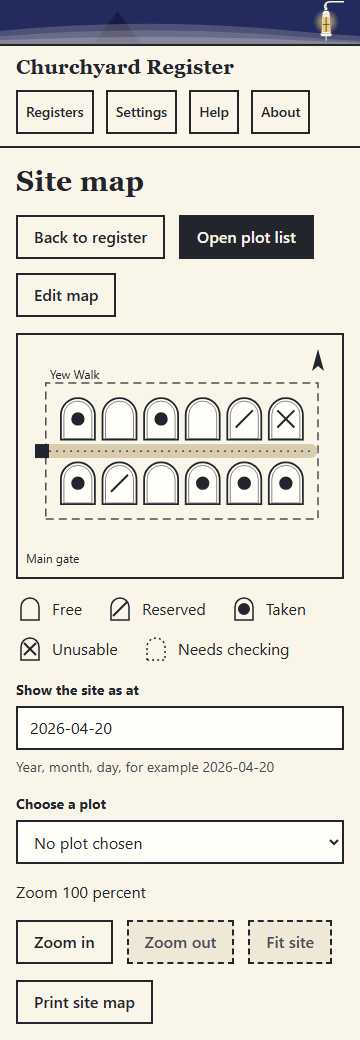 Churchyard Register
Registers Settings Help About
Site map
Back to register Open plot list
Edit map
Yew Walk
Main gate
Free Reserved Taken
Unusable Needs checking
Show the site as at
2026-04-20
Year, month, day, for example 2026-04-20
Choose a plot
No plot chosen
Zoom 100 percent
Zoom in Zoom out Fit site
Print site map